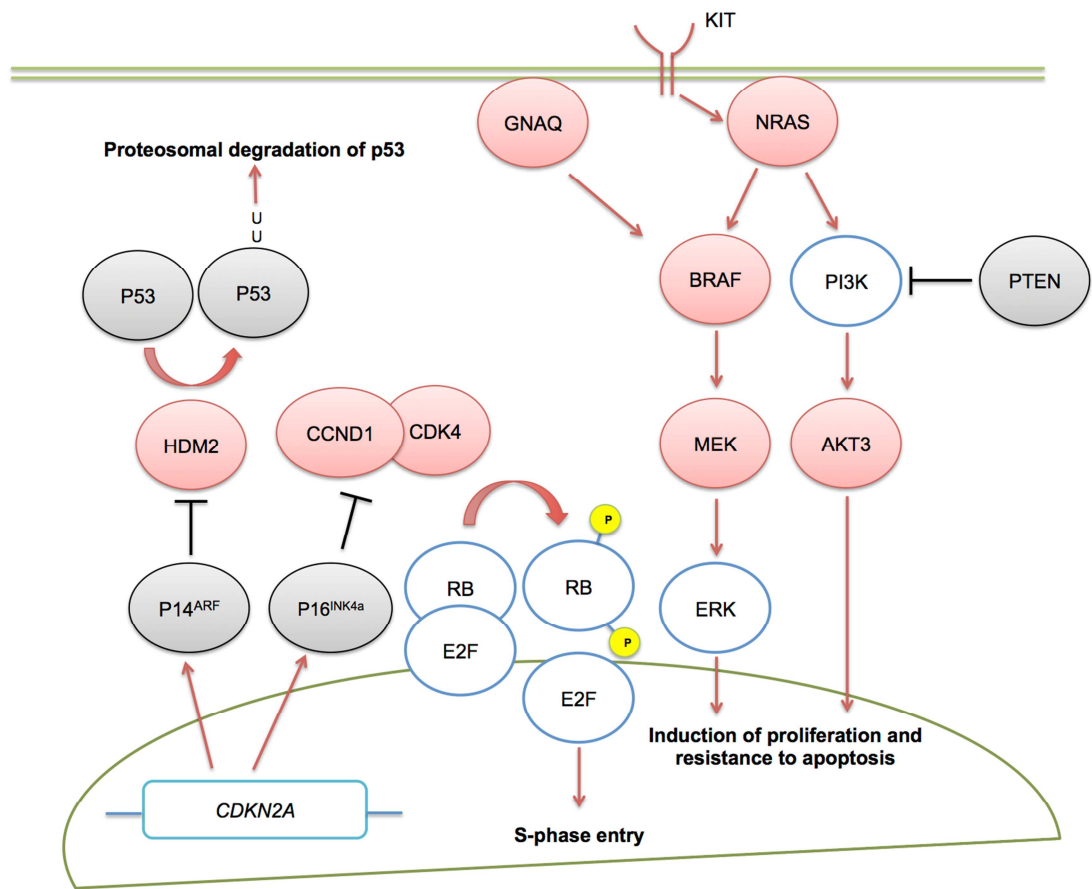 KIT
GNAQ
NRAS
Proteosomal degradation of p53
U
U
P53
P53
BRAF
PI3K
PTEN
HDM2
CCND1
CDK4
MEK
AKT3
P
RB
RB
P14ARF
P16INK4a
ERK
P
E2F
E2F
Induction of proliferation and
resistance to apoptosis
CDKN2A
S-phase entry